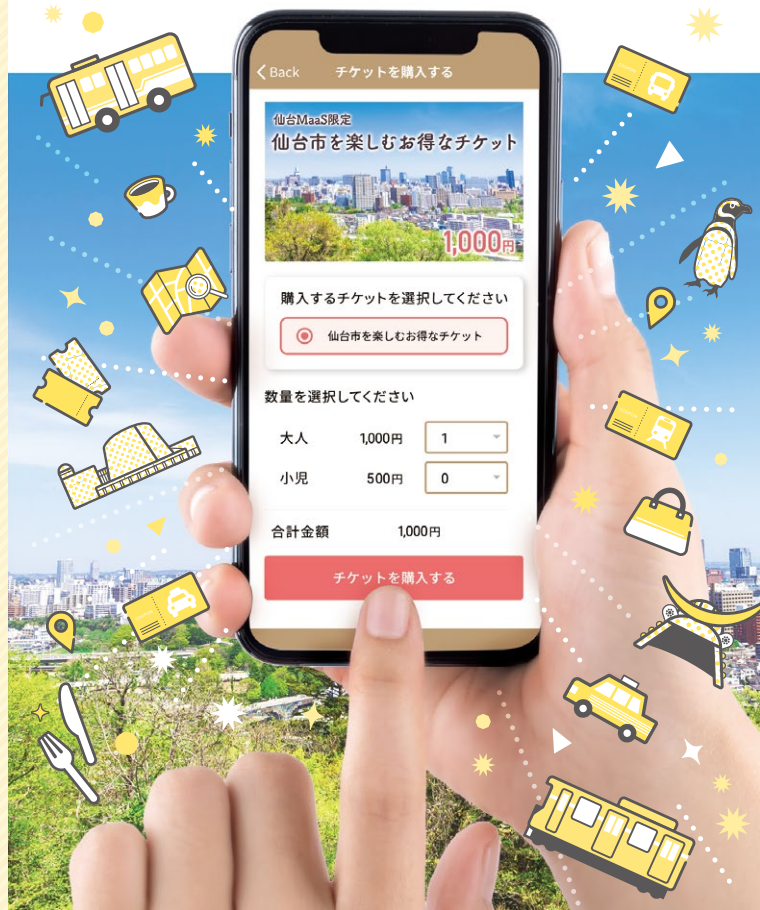 Back
チケットを購入する
仙台MaaS限定
仙台市を楽しむお得なチケット
1,000円
購入するチケットを選択してください
仙台市を楽しむお得なチケット
数量を選択してください
大人 1,000円 1
小児 500円 0
合計金額 1,000円
チケットを購入する